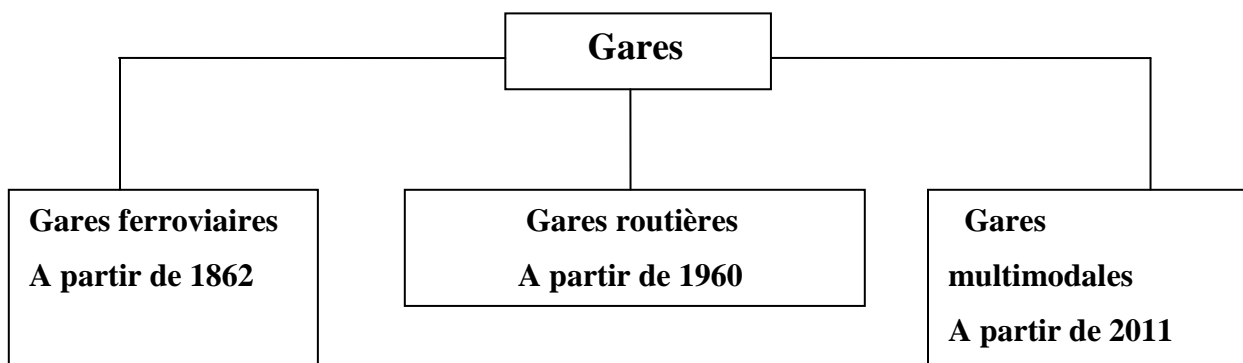 Gares
Gares ferroviaires
A partir de 1862
Gares routières
A partir de 1960
Gares
multimodales
A partir de 2011